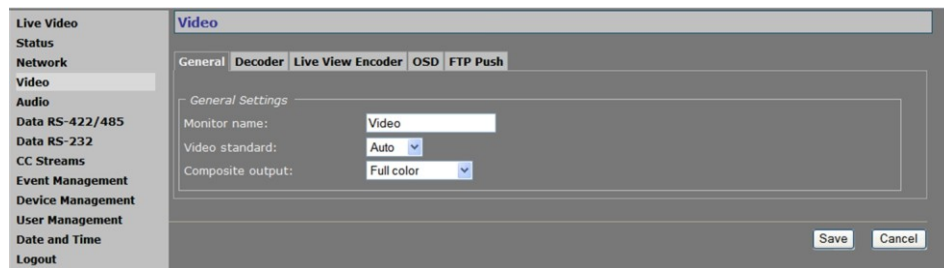 Live Video
Status
Network
Video
Audio
Data RS-422/485
Data RS-232
CC Streams
Event Management
Device Management
User Management
Date and Time
Logout
Video
General Decoder Live View Encoder OSD FTP Push
General Settings
Monitor name: Video
Video standard: Auto
Composite output: Full color
Save Cancel